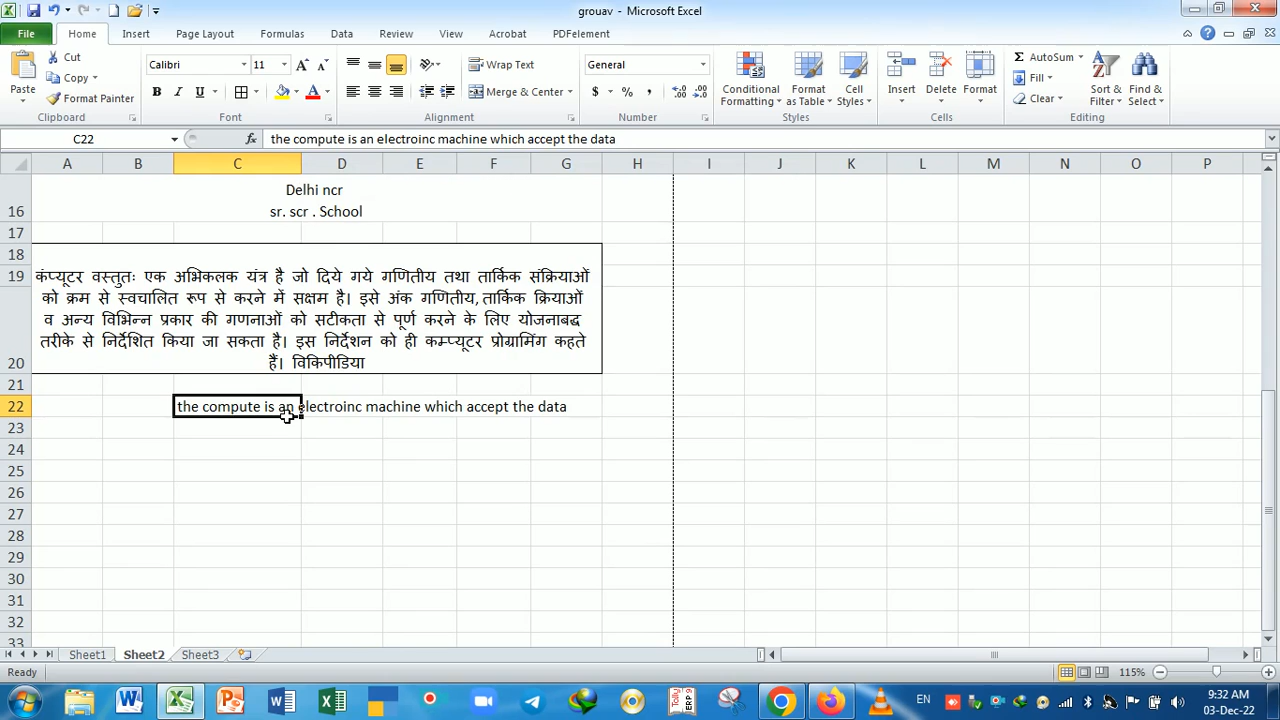 grouav - Microsoft Excel
File Home Insert Page Layout Formulas Data Review View Acrobat PDFelement
Cut
Copy
Format Painter
Paste
Clipboard
Calibri 11
B I U
Font
Wrap Text
Merge & Center
Alignment
General
$ % ,
Number
Conditional Formatting
Format as Table
Cell Styles
Styles
Insert Delete Format
Cells
AutoSum
Fill
Clear
Sort & Filter
Find & Select
Editing
C22 fx the compute is an electroinc machine which accept the data
A B C D E F G H I J K L M N O P
Delhi ncr
16 sr. scr . School
17
18
19 कंप्यूटर वस्तुतः एक अभिकलक यंत्र है जो दिये गये गणितीय तथा तार्किक संक्रियाओं
को क्रम से स्वचालित रूप से करने में सक्षम है। इसे अंक गणितीय, तार्किक क्रियाओं
व अन्य विभिन्न प्रकार की गणनाओं को सटीकता से पूर्ण करने के लिए योजनाबद्ध
तरीके से निर्देशित किया जा सकता है। इस निर्देशन को ही कम्प्यूटर प्रोग्रामिंग कहते
20 हैं। विकिपीडिया
21
22 the compute is an electroinc machine which accept the data
23
24
25
26
27
28
29
30
31
32
33
Sheet1 Sheet2 Sheet3
Ready 115%
EN 9:32 AM
03-Dec-22